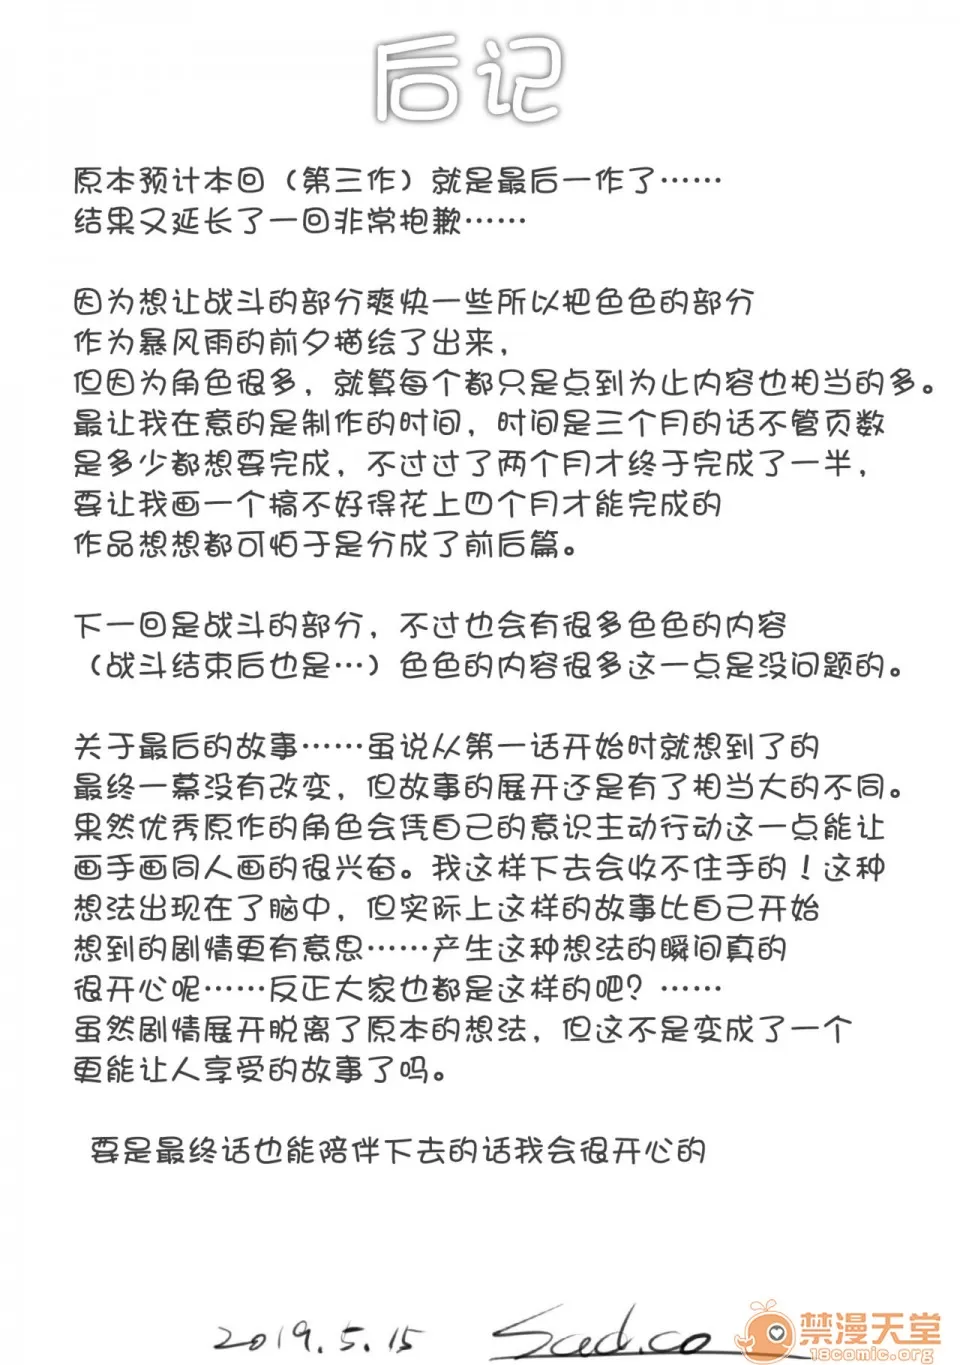 后记
原本预计本回（第三作）就是最后一作了……
结果又延长了一回非常抱歉……
因为想让战斗的部分爽快一些所以把色色的部分
作为暴风雨的前夕描绘了出来，
但因为角色很多，就算每个都只是点到为止内容也相当的多。
最让我在意的是制作的时间，时间是三个月的话不管页数
是多少都想要完成，不过过了两个月才终于完成了一半，
要让我画一个搞不好得花上四个月才能完成的
作品想想都可怕于是分成了前后篇。
下一回是战斗的部分，不过也会有很多色色的内容
（战斗结束后也是…）色色的内容很多这一点是没问题的。
关于最后的故事……虽说从第一话开始时就想到了的
最终一幕没有改变，但故事的展开还是有了相当大的不同。
果然优秀原作的角色会凭自己的意识主动行动这一点能让
画手画同人画的很兴奋。我这样下去会收不住手的！这种
想法出现在了脑中，但实际上这样的故事比自己开始
想到的剧情更有意思……产生这种想法的瞬间真的
很开心呢……反正大家也都是这样的吧？……
虽然剧情展开脱离了原本的想法，但这不是变成了一个
更能让人享受的故事了吗。
要是最终话也能陪伴下去的话我会很开心的
2019.5.15 Sad.co
禁漫天堂
18comic.org